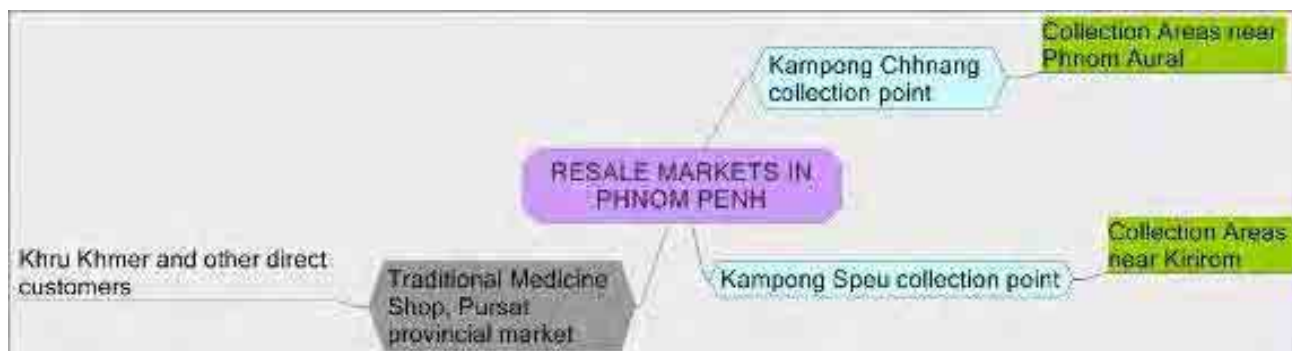 Collection Areas near
Phnom Aural
Kampong Chhnang
collection point
RESALE MARKETS IN
PHNOM PENH
Collection Areas
near Kirirom
Khru Khmer and other direct
customers
Traditional Medicine
Shop, Pursat
provincial market
Kampong Speu collection point